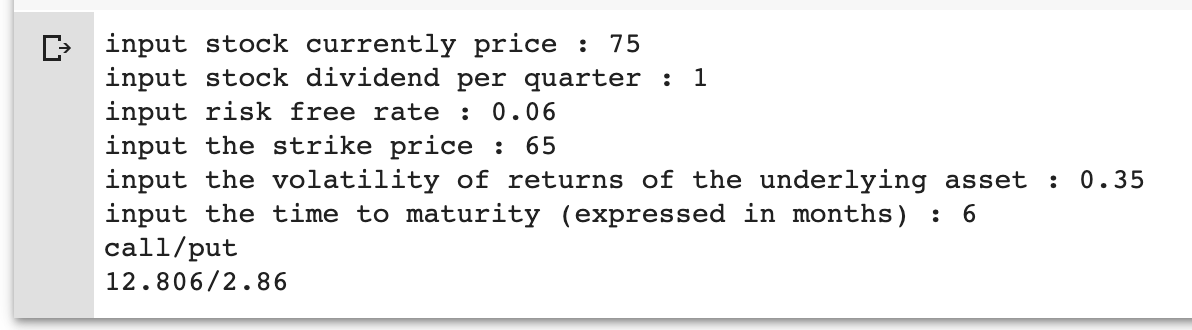 input stock currently price : 75
input stock dividend per quarter : 1
input risk free rate : 0.06
input the strike price : 65
input the volatility of returns of the underlying asset : 0.35
input the time to maturity (expressed in months) : 6
call/put
12.806/2.86